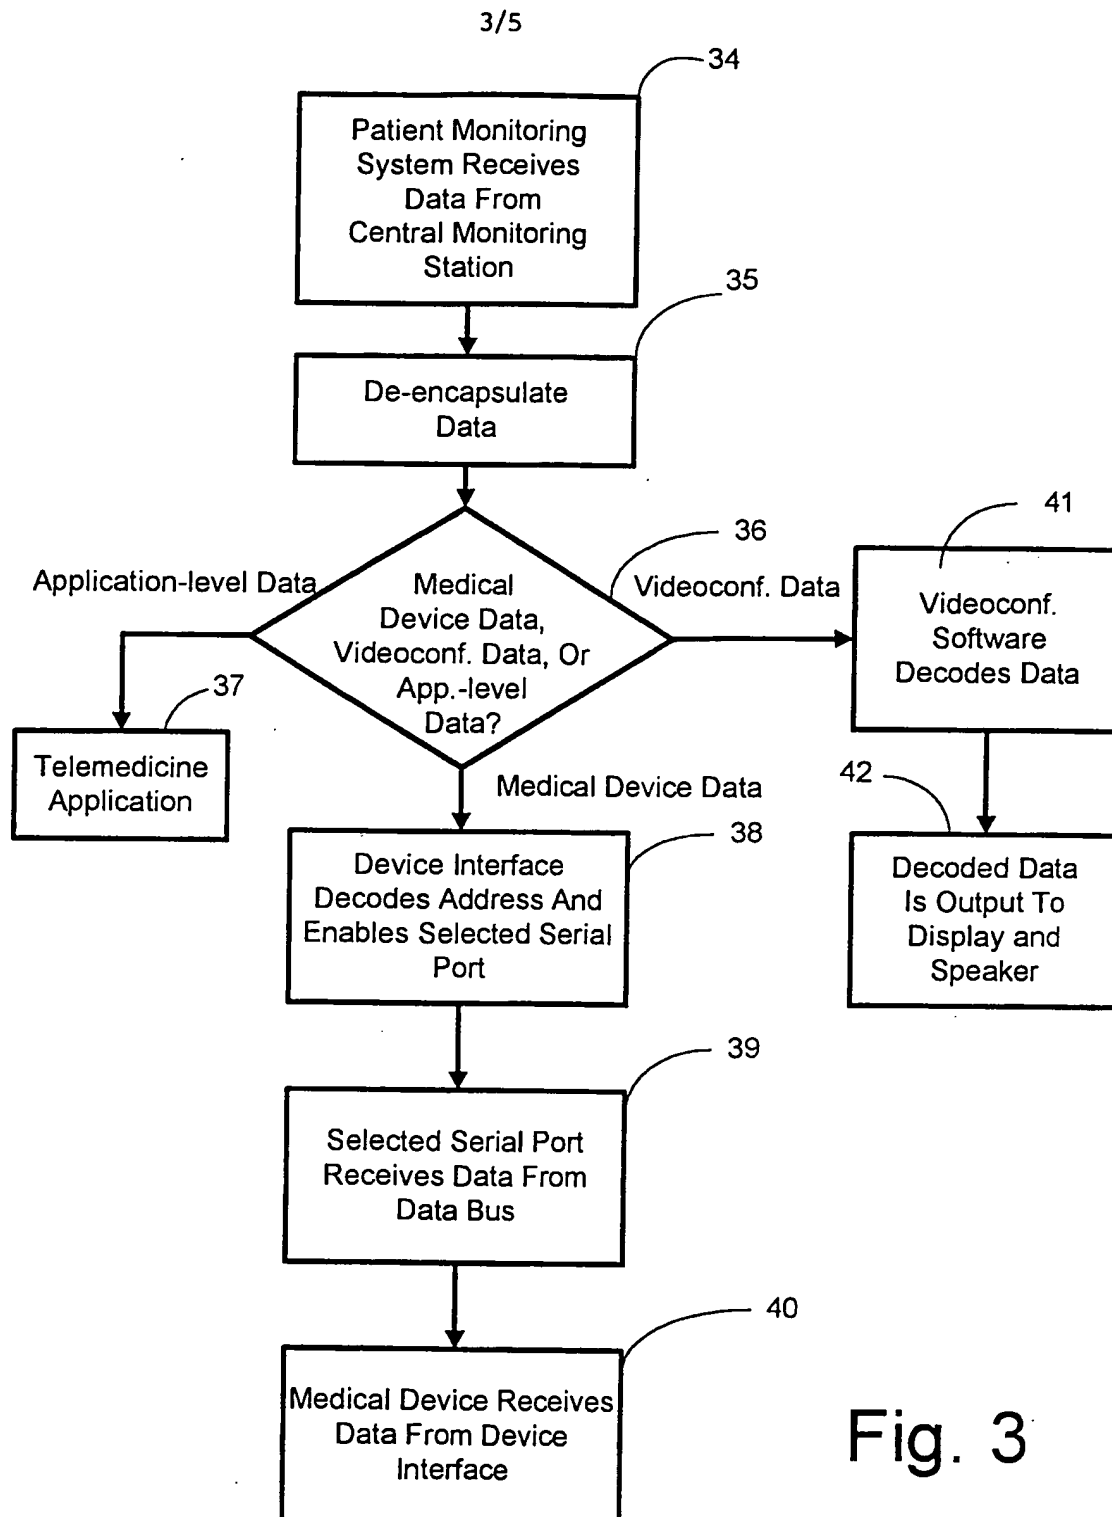 3/5
34
Patient Monitoring
System Receives
Data From
Central Monitoring
Station
35
De-encapsulate
Data
36
Application-level Data
Medical
Device Data,
Videoconf. Data, Or
App.-level
Data?
Videoconf. Data
41
Videoconf.
Software
Decodes Data
37
Telemedicine
Application
Medical Device Data
42
Decoded Data
Is Output To
Display and
Speaker
38
Device Interface
Decodes Address And
Enables Selected Serial
Port
39
Selected Serial Port
Receives Data From
Data Bus
40
Medical Device Receives
Data From Device
Interface
Fig. 3